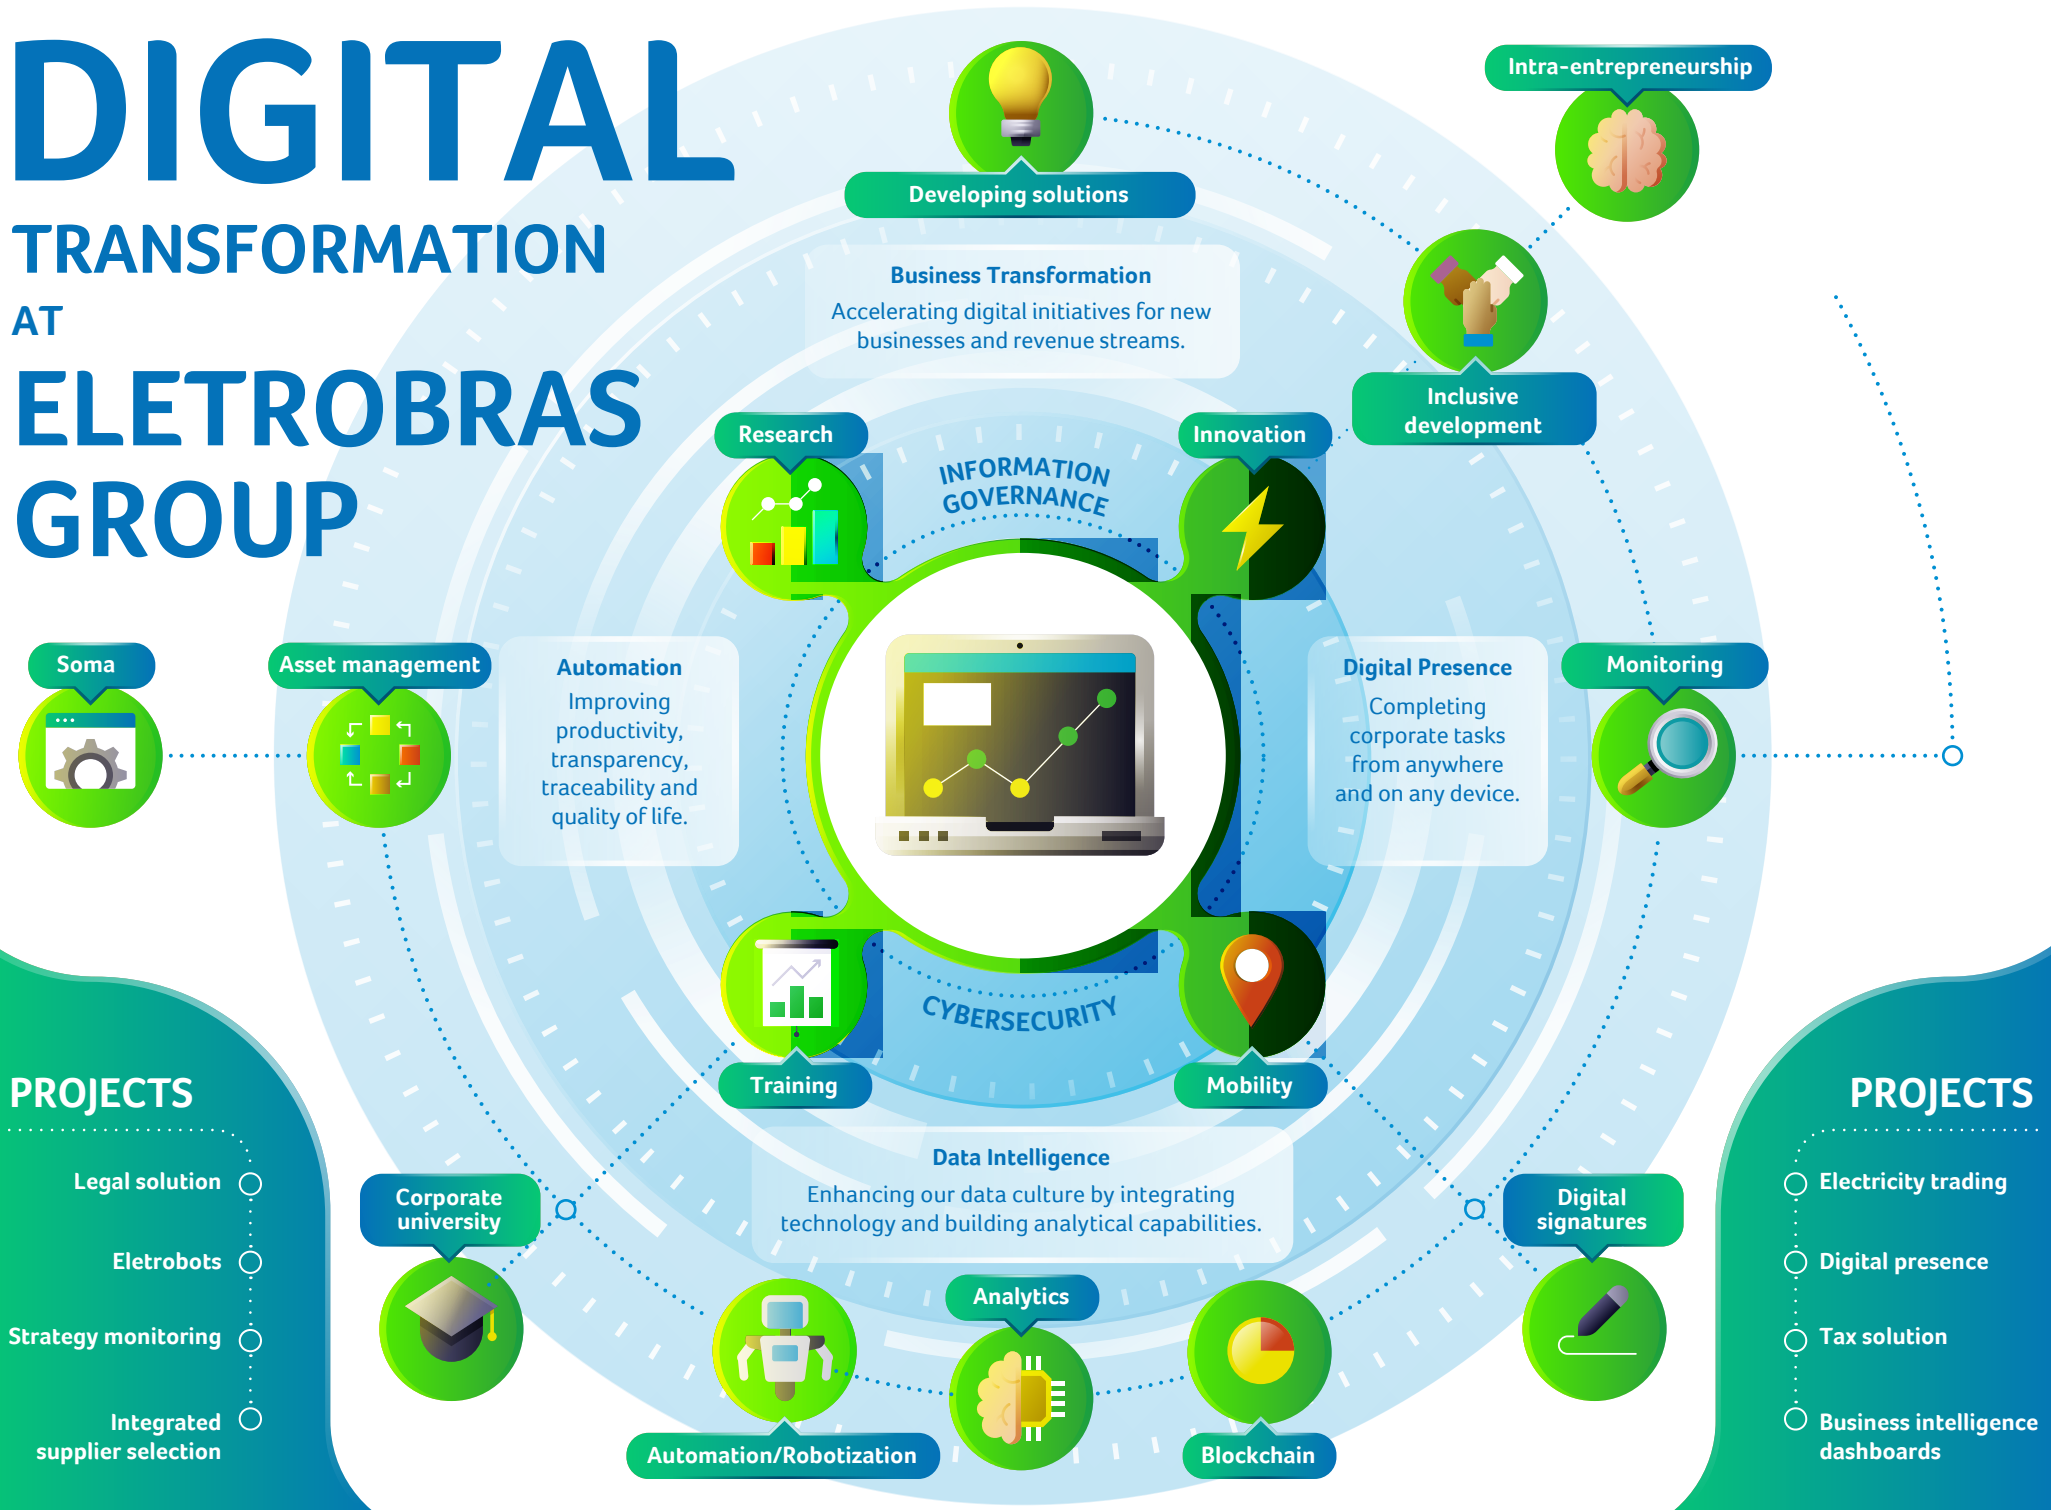 DIGITAL
TRANSFORMATION
AT
ELETROBRAS
GROUP
Intra-entrepreneurship
Developing solutions
Business Transformation
Accelerating digital initiatives for new
businesses and revenue streams.
Inclusive
development
Research
Innovation
INFORMATION
GOVERNANCE
Soma
Asset management
Automation
Improving
productivity,
transparency,
traceability and
quality of life.
Digital Presence
Completing
corporate tasks
from anywhere
and on any device.
Monitoring
CYBERSECURITY
Training
Mobility
Data Intelligence
Enhancing our data culture by integrating
technology and building analytical capabilities.
Corporate
university
Digital
signatures
Analytics
Automation/Robotization
Blockchain
PROJECTS
Legal solution
Eletrobots
Strategy monitoring
Integrated
supplier selection
PROJECTS
Electricity trading
Digital presence
Tax solution
Business intelligence
dashboards